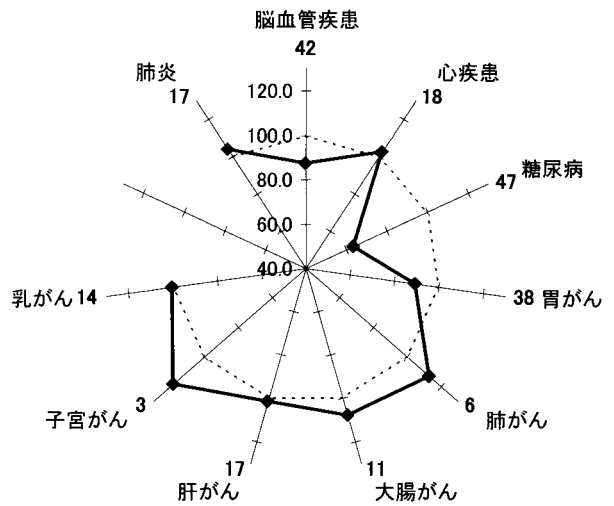 脳血管疾患
42
肺炎
17
心疾患
18
120.0
100.0
80.0
60.0
40.0
糖尿病
47
38 胃がん
乳がん 14
子宮がん
3
6
肺がん
17
肝がん
11
大腸がん